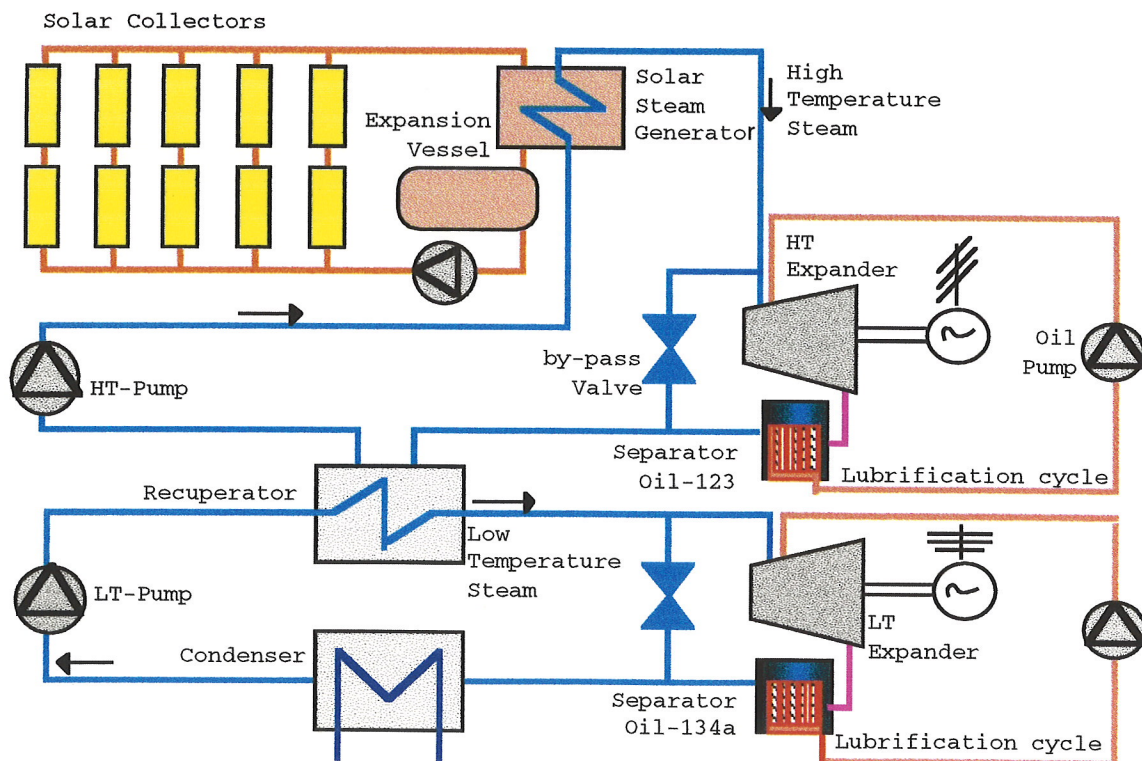 Solar Collectors
Expansion
Vessel
Solar
Steam
Generator
High
Temperature
Steam
HT
Expander
Oil
Pump
by-pass
Valve
HT-Pump
Separator
Oil-123
Lubrification cycle
Recuperator
Low
Temperature
Steam
LT-Pump
LT
Expander
Condenser
Separator
Oil-134a
Lubrification cycle